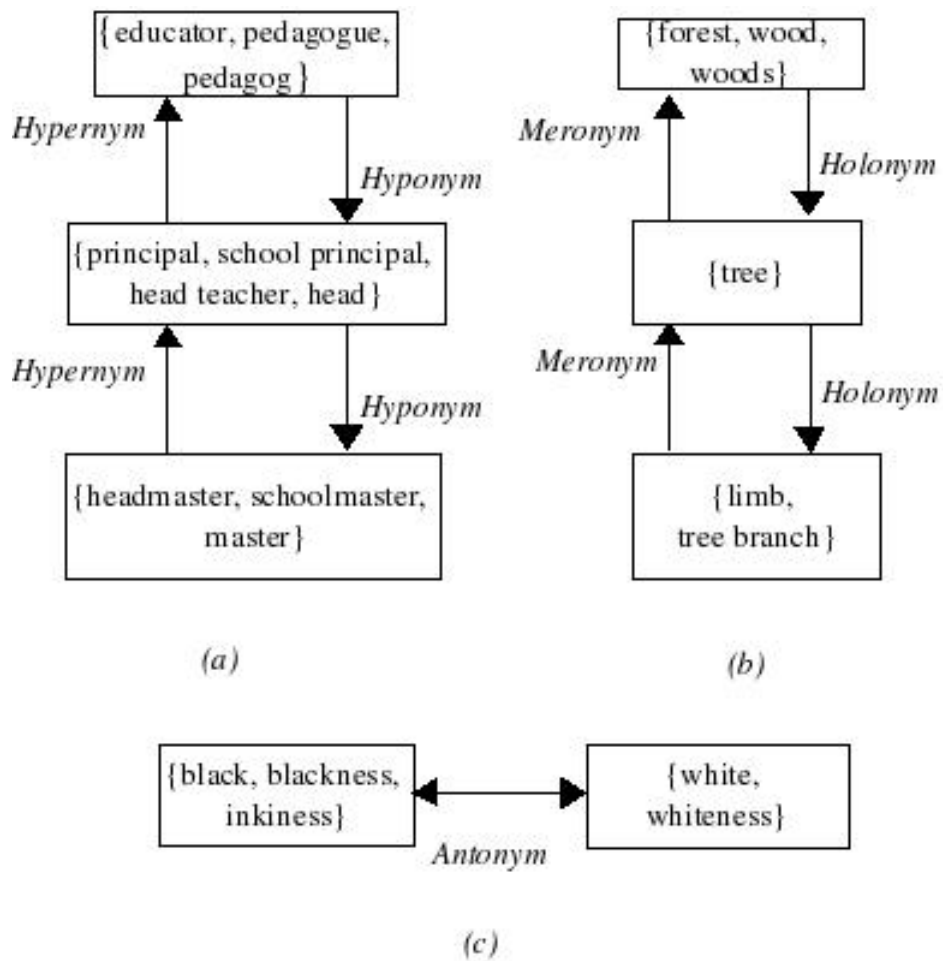 {educator, pedagogue,
pedagog}
Hypernym
Hyponym
{principal, school principal,
head teacher, head}
Hypernym
Hyponym
{headmaster, schoolmaster,
master}
(a)
{forest, wood,
woods}
Meronym
Holonym
{tree}
Meronym
Holonym
{limb,
tree branch}
(b)
{black, blackness,
inkiness}
Antonym
{white,
whiteness}
(c)